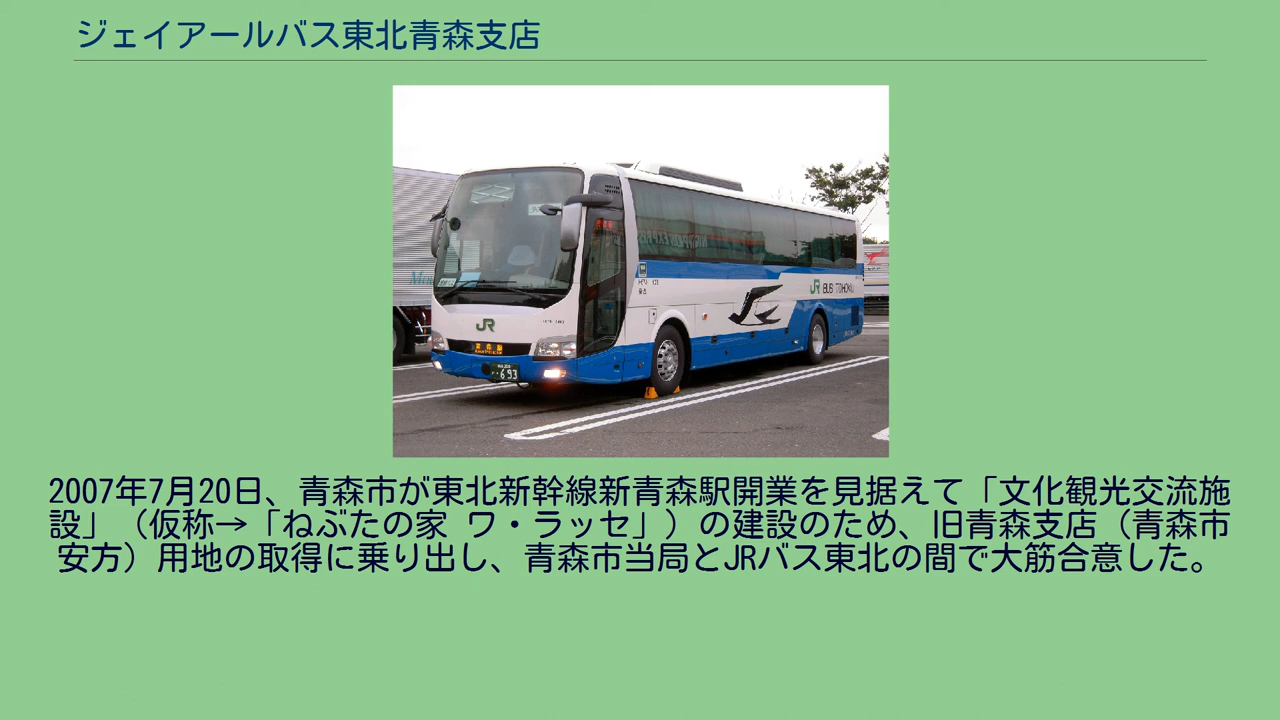 ジェイアールバス東北青森支店
JR
JR BUS TOHOKU
693
2007年7月20日、青森市が東北新幹線新青森駅開業を見据えて「文化観光交流施
設」（仮称→「ねぶたの家 ワ・ラッセ」）の建設のため、旧青森支店（青森市
安方）用地の取得に乗り出し、青森市当局とJRバス東北の間で大筋合意した。